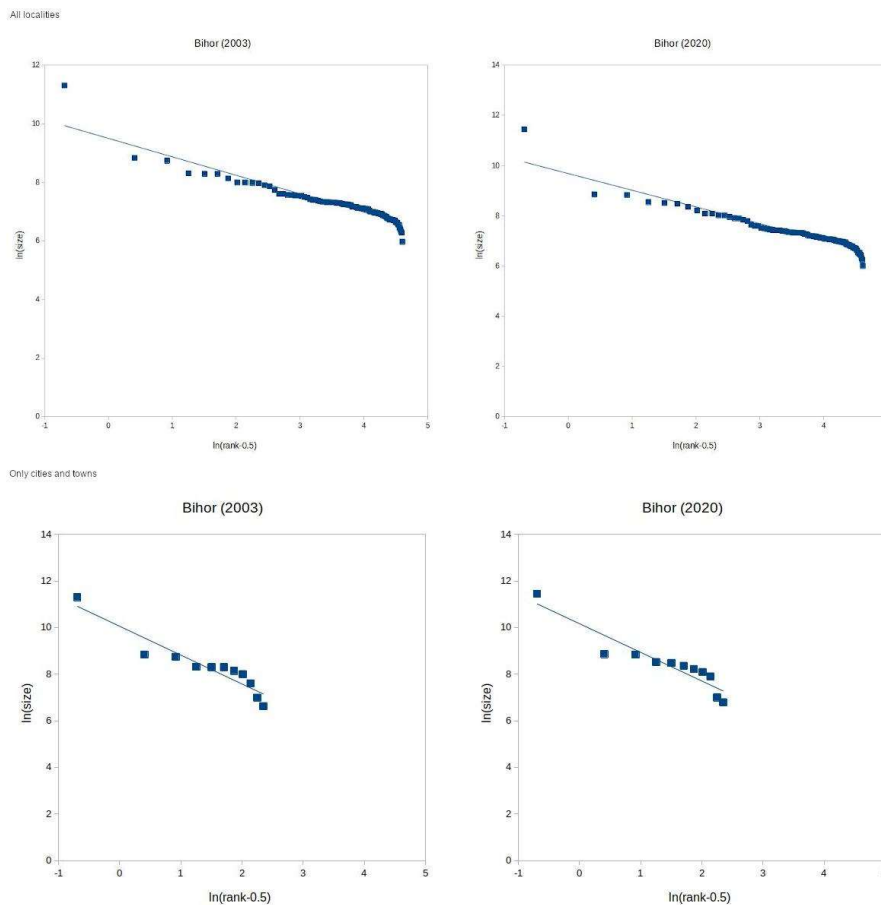 All localities
Bihor (2003)
12
10
8
6
4
2
0
ln(size)
-1 0 1 2 3 4 5
ln(rank-0.5)
Bihor (2020)
14
12
10
8
6
4
2
0
ln(size)
-1 0 1 2 3 4
ln(rank-0.5)
Only cities and towns
Bihor (2003)
14
12
10
8
6
4
2
0
ln(size)
-1 0 1 2 3 4 5
ln(rank-0.5)
Bihor (2020)
14
12
10
8
6
4
2
0
ln(size)
-1 0 1 2 3 4
ln(rank-0.5)